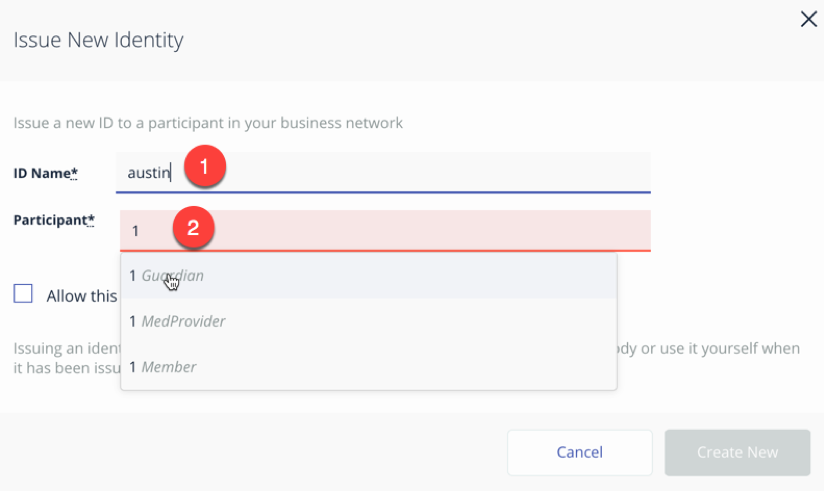 Issue New Identity
Issue a new ID to a participant in your business network
ID Name* austin 1
Participant* 1 2
1 Guardian
Allow this
1 MedProvider
Issuing an ident ody or use it yourself when
it has been issu
1 Member
Cancel Create New